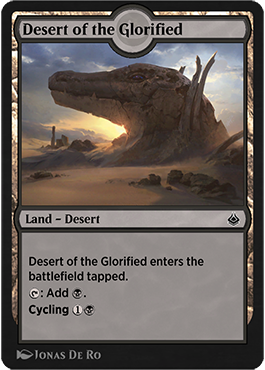 Desert of the Glorified
Land – Desert
Desert of the Glorified enters the
battlefield tapped.
: Add .
Cycling 1
Jonas De Ro